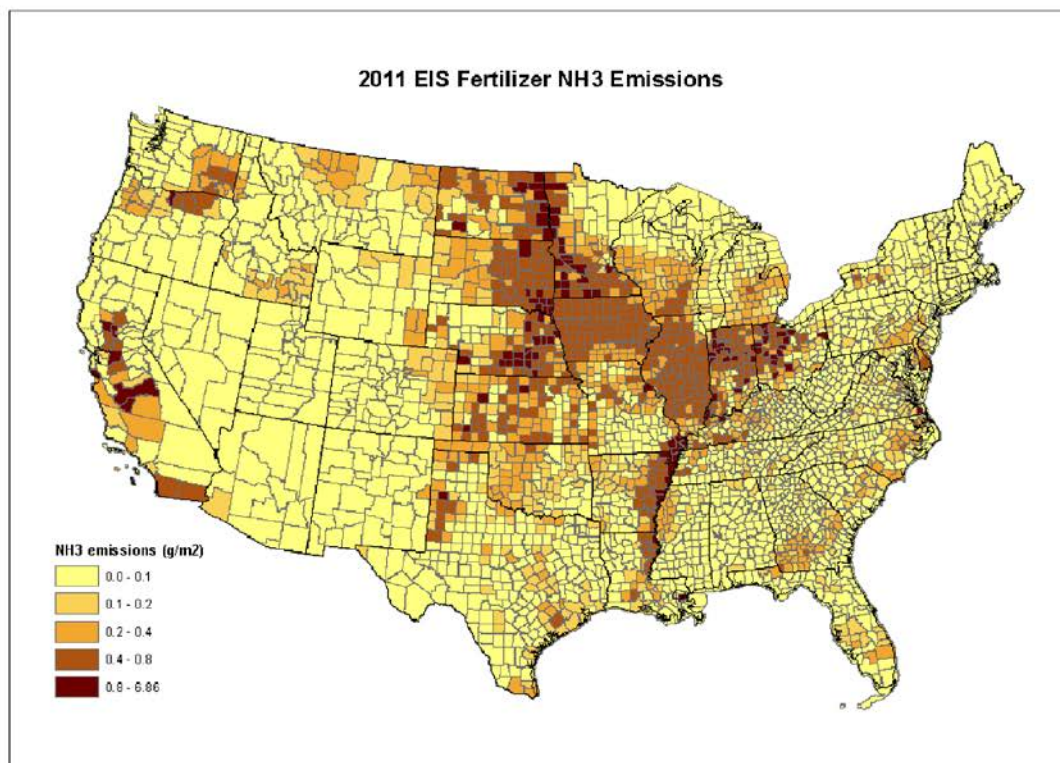 2011 EIS Fertilizer NH3 Emissions
NH3 emissions (g/m2)
0.0 - 0.1
0.1 - 0.2
0.2 - 0.4
0.4 - 0.8
0.8 - 6.86